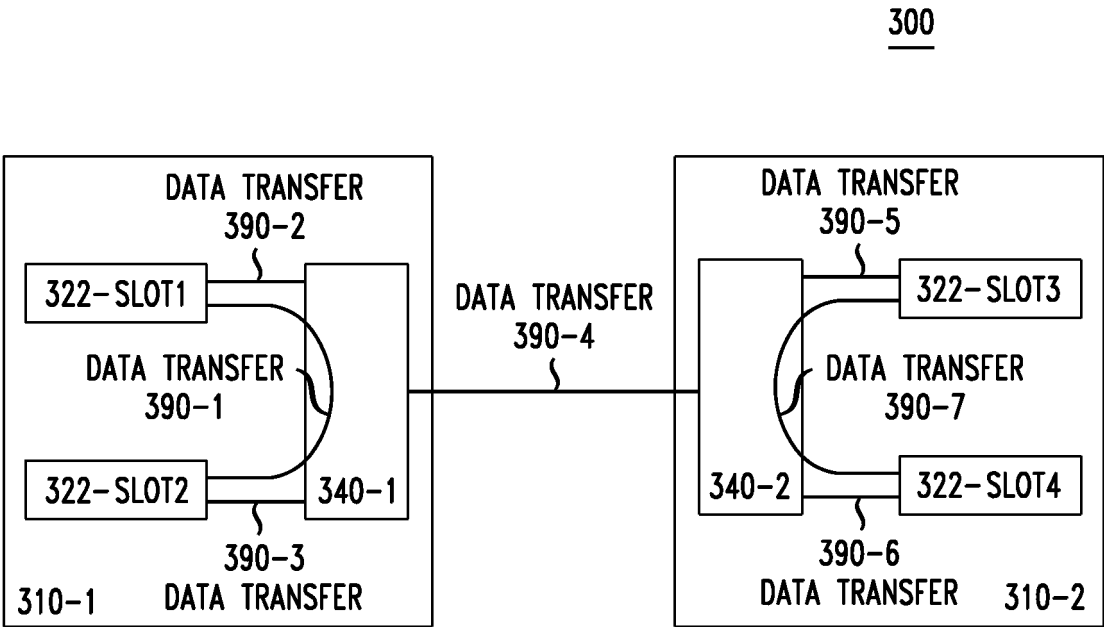 300
DATA TRANSFER
390-2
322-SLOT1
DATA TRANSFER
390-1
322-SLOT2
340-1
390-3
DATA TRANSFER
310-1
DATA TRANSFER
390-4
DATA TRANSFER
390-5
322-SLOT3
DATA TRANSFER
390-7
340-2
322-SLOT4
390-6
DATA TRANSFER
310-2